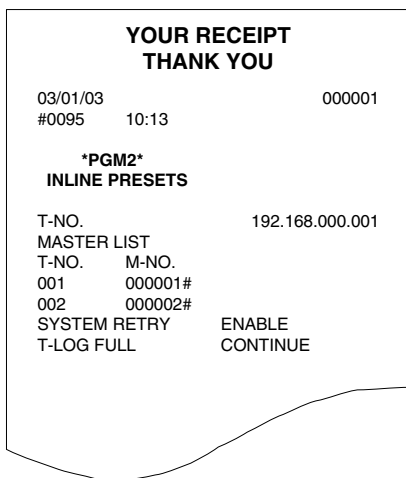 YOUR RECEIPT
THANK YOU
03/01/03 000001
#0095 10:13
*PGM2*
INLINE PRESETS
T-NO. 192.168.000.001
MASTER LIST
T-NO. M-NO.
001 000001#
002 000002#
SYSTEM RETRY ENABLE
T-LOG FULL CONTINUE